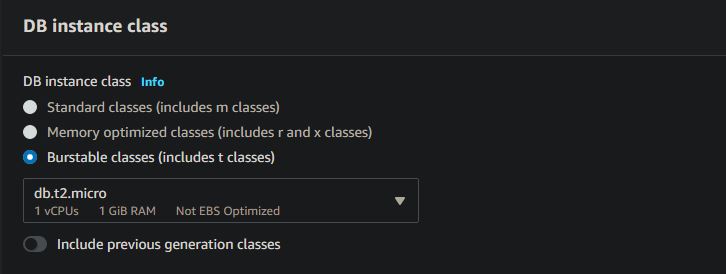 DB instance class
DB instance class Info
Standard classes (includes m classes)
Memory optimized classes (includes r and x classes)
Burstable classes (includes t classes)
db.t2.micro
1 vCPUs 1 GiB RAM Not EBS Optimized
Include previous generation classes